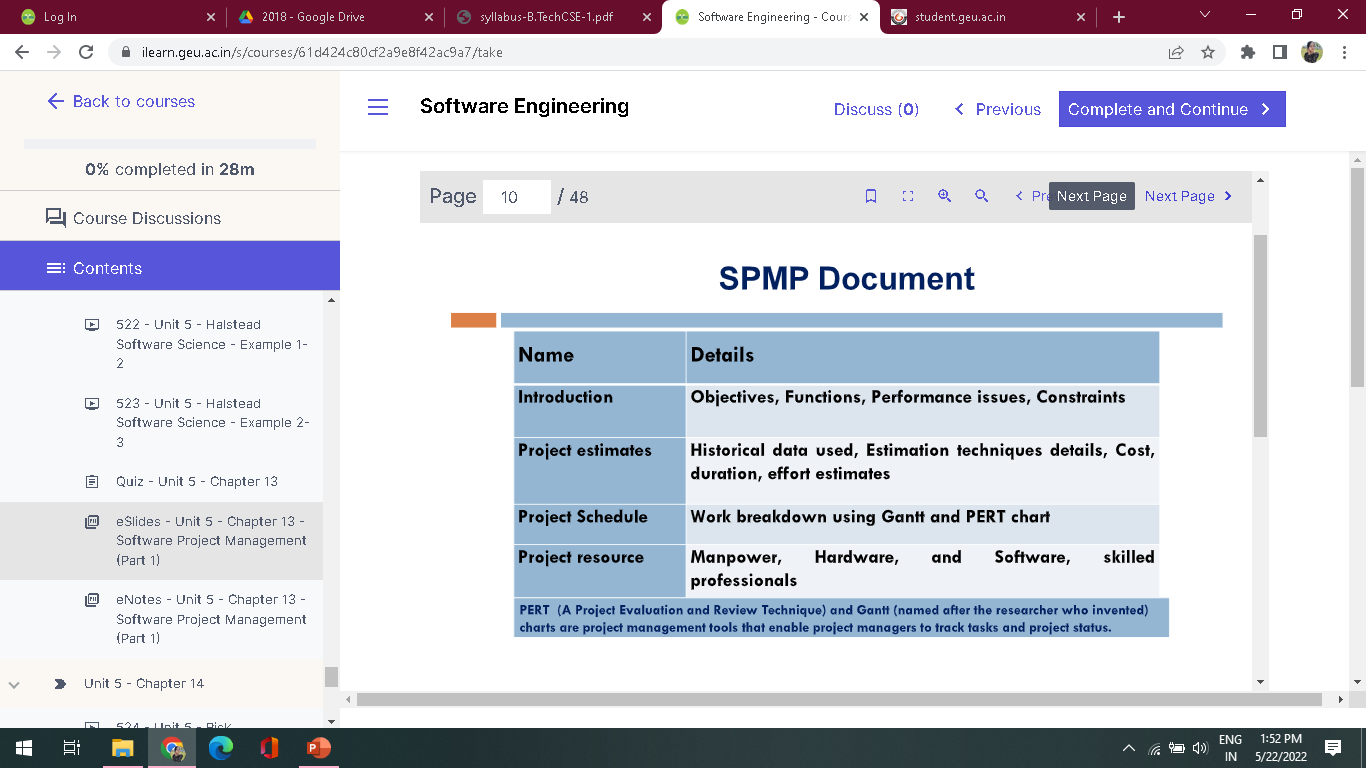 Log In
2018 - Google Drive
syllabus-B.TechCSE-1.pdf
Software Engineering - Cour
student.geu.ac.in
ilearn.geu.ac.in/s/courses/61d424c80cf2a9e8f42ac9a7/take
Back to courses
0% completed in 28m
Course Discussions
Contents
522 - Unit 5 - Halstead
Software Science - Example 1-
2
523 - Unit 5 - Halstead
Software Science - Example 2-
3
Quiz - Unit 5 - Chapter 13
eSlides - Unit 5 - Chapter 13 -
Software Project Management
(Part 1)
eNotes - Unit 5 - Chapter 13 -
Software Project Management
(Part 1)
Unit 5 - Chapter 14
524 - Unit 5 - Risk
Software Engineering
Discuss (0)
Previous
Complete and Continue
Page 10 / 48
Pre
Next Page
Next Page
SPMP Document
Name Details
Introduction Objectives, Functions, Performance issues, Constraints
Project estimates Historical data used, Estimation techniques details, Cost,
duration, effort estimates
Project Schedule Work breakdown using Gantt and PERT chart
Project resource Manpower, Hardware, and Software, skilled
professionals
PERT (A Project Evaluation and Review Technique) and Gantt (named after the researcher who invented)
charts are project management tools that enable project managers to track tasks and project status.
ENG
IN
1:52 PM
5/22/2022